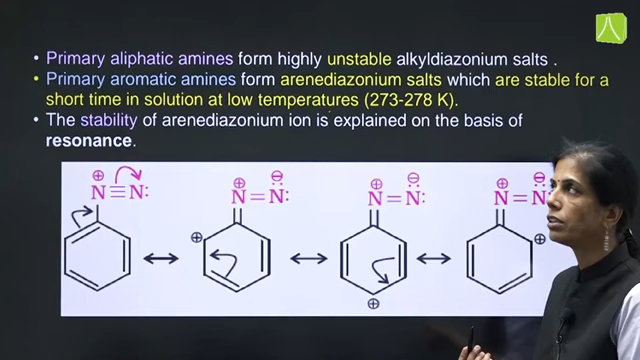 Primary aliphatic amines form highly unstable alkyldiazonium salts .
Primary aromatic amines form arenediazonium salts which are stable for a
short time in solution at low temperatures (273-278 K).
The stability of arenediazonium ion is explained on the basis of
resonance.
⊕ ⊖ ⊕ ⊖ ⊕
N≡N: N=N̈: N=N̈: N=N
⊕ ⊕
⊕